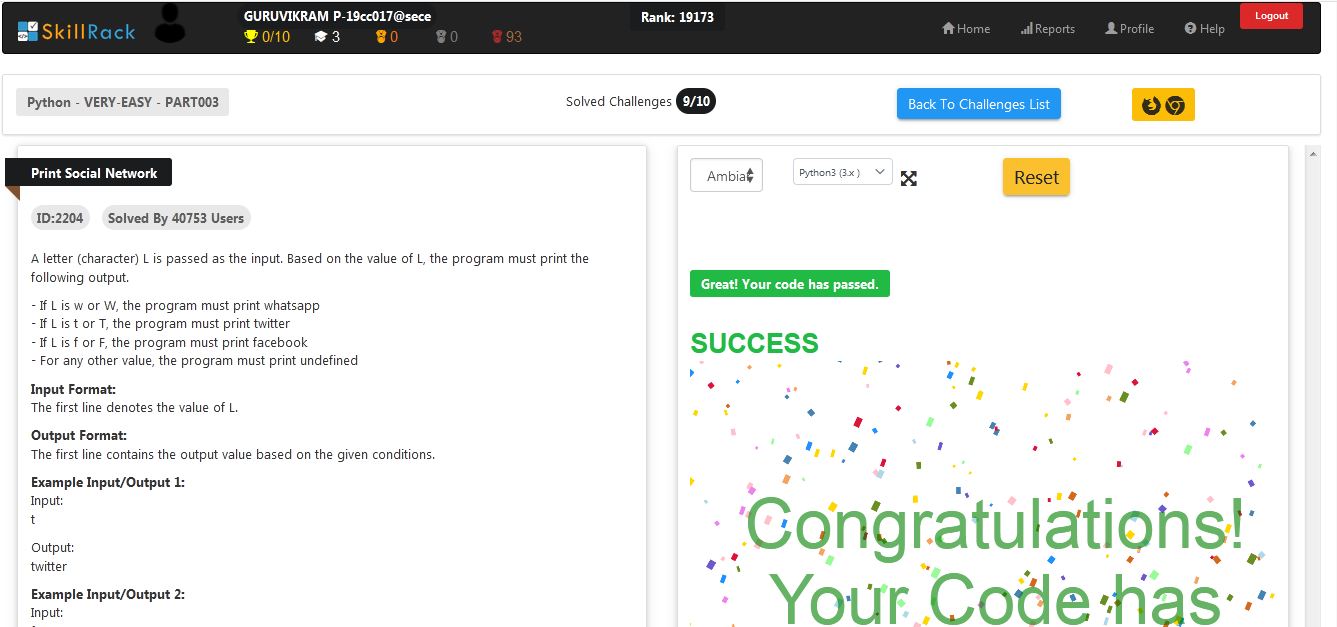 SkillRack
GURUVIKRAM P-19cc017@sece
0/10 3 0 0 93
Rank: 19173
Home Reports Profile Help
Logout
Python - VERY-EASY - PART003
Solved Challenges 9/10
Back To Challenges List
Print Social Network
ID:2204 Solved By 40753 Users
A letter (character) L is passed as the input. Based on the value of L, the program must print the
following output.
- If L is w or W, the program must print whatsapp
- If L is t or T, the program must print twitter
- If L is f or F, the program must print facebook
- For any other value, the program must print undefined
Input Format:
The first line denotes the value of L.
Output Format:
The first line contains the output value based on the given conditions.
Example Input/Output 1:
Input:
t
Output:
twitter
Example Input/Output 2:
Input:
Ambia
Python3 (3.x )
Reset
Great! Your code has passed.
SUCCESS
Congratulations!
Your Code has